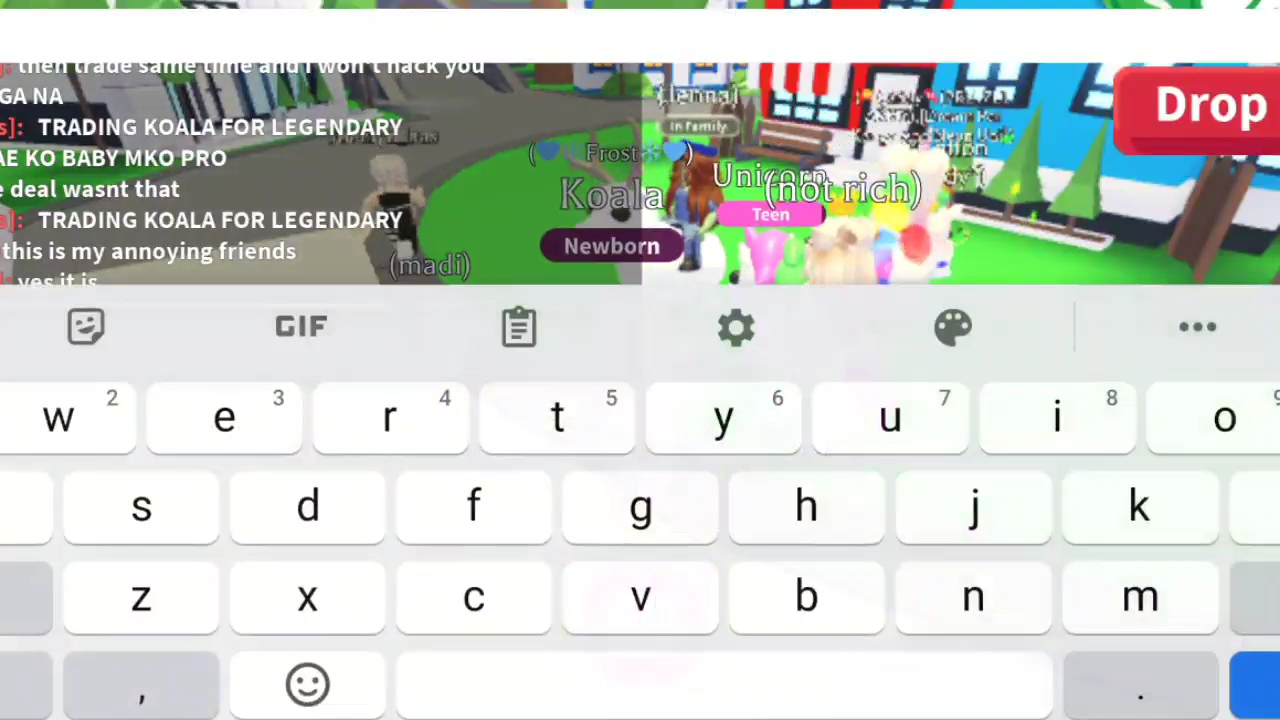 : then trade same time and I won't hack you
GA NA
s]: TRADING KOALA FOR LEGENDARY
AE KO BABY MKO PRO
e deal wasnt that
s]: TRADING KOALA FOR LEGENDARY
this is my annoying friends
: yes it is
(madi)
(💙 Frost 💙)
Koala
Newborn
(Jenna)
In Family
Unicorn
(not rich)
Teen
Drop
GIF
w 2 e 3 r 4 t 5 y 6 u 7 i 8 o 9
s d f g h j k
z x c v b n m
, .